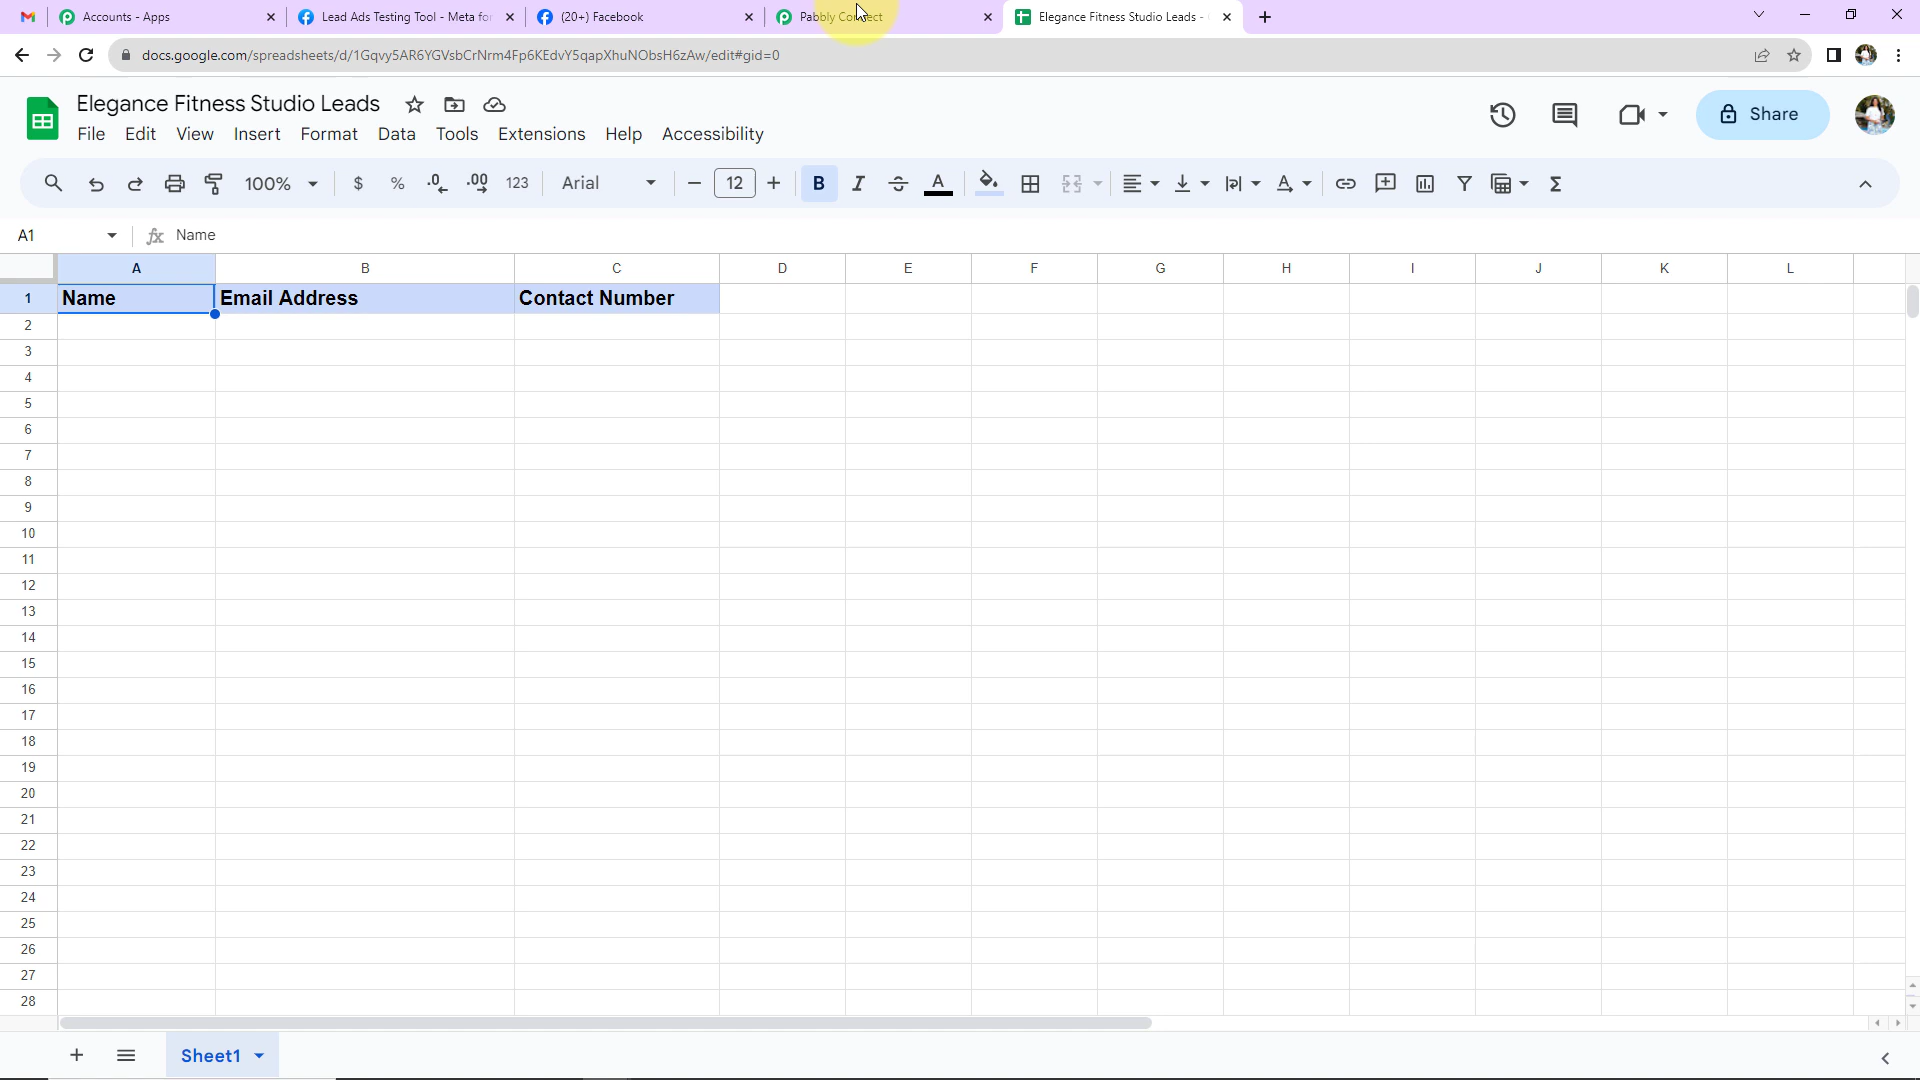 Accounts - Apps
Lead Ads Testing Tool - Meta for
(20+) Facebook
Pabbly Connect
Elegance Fitness Studio Leads -
docs.google.com/spreadsheets/d/1Gqvy5AR6YGVsbCrNrm4Fp6KEdvY5qapXhuNObsH6zAw/edit#gid=0
Elegance Fitness Studio Leads
File Edit View Insert Format Data Tools Extensions Help Accessibility
Share
100% $ % .0 .00 123 Arial 12 B I S A
A1 fx Name
A B C D E F G H I J K L
1 Name Email Address Contact Number
2
3
4
5
6
7
8
9
10
11
12
13
14
15
16
17
18
19
20
21
22
23
24
25
26
27
28
Sheet1